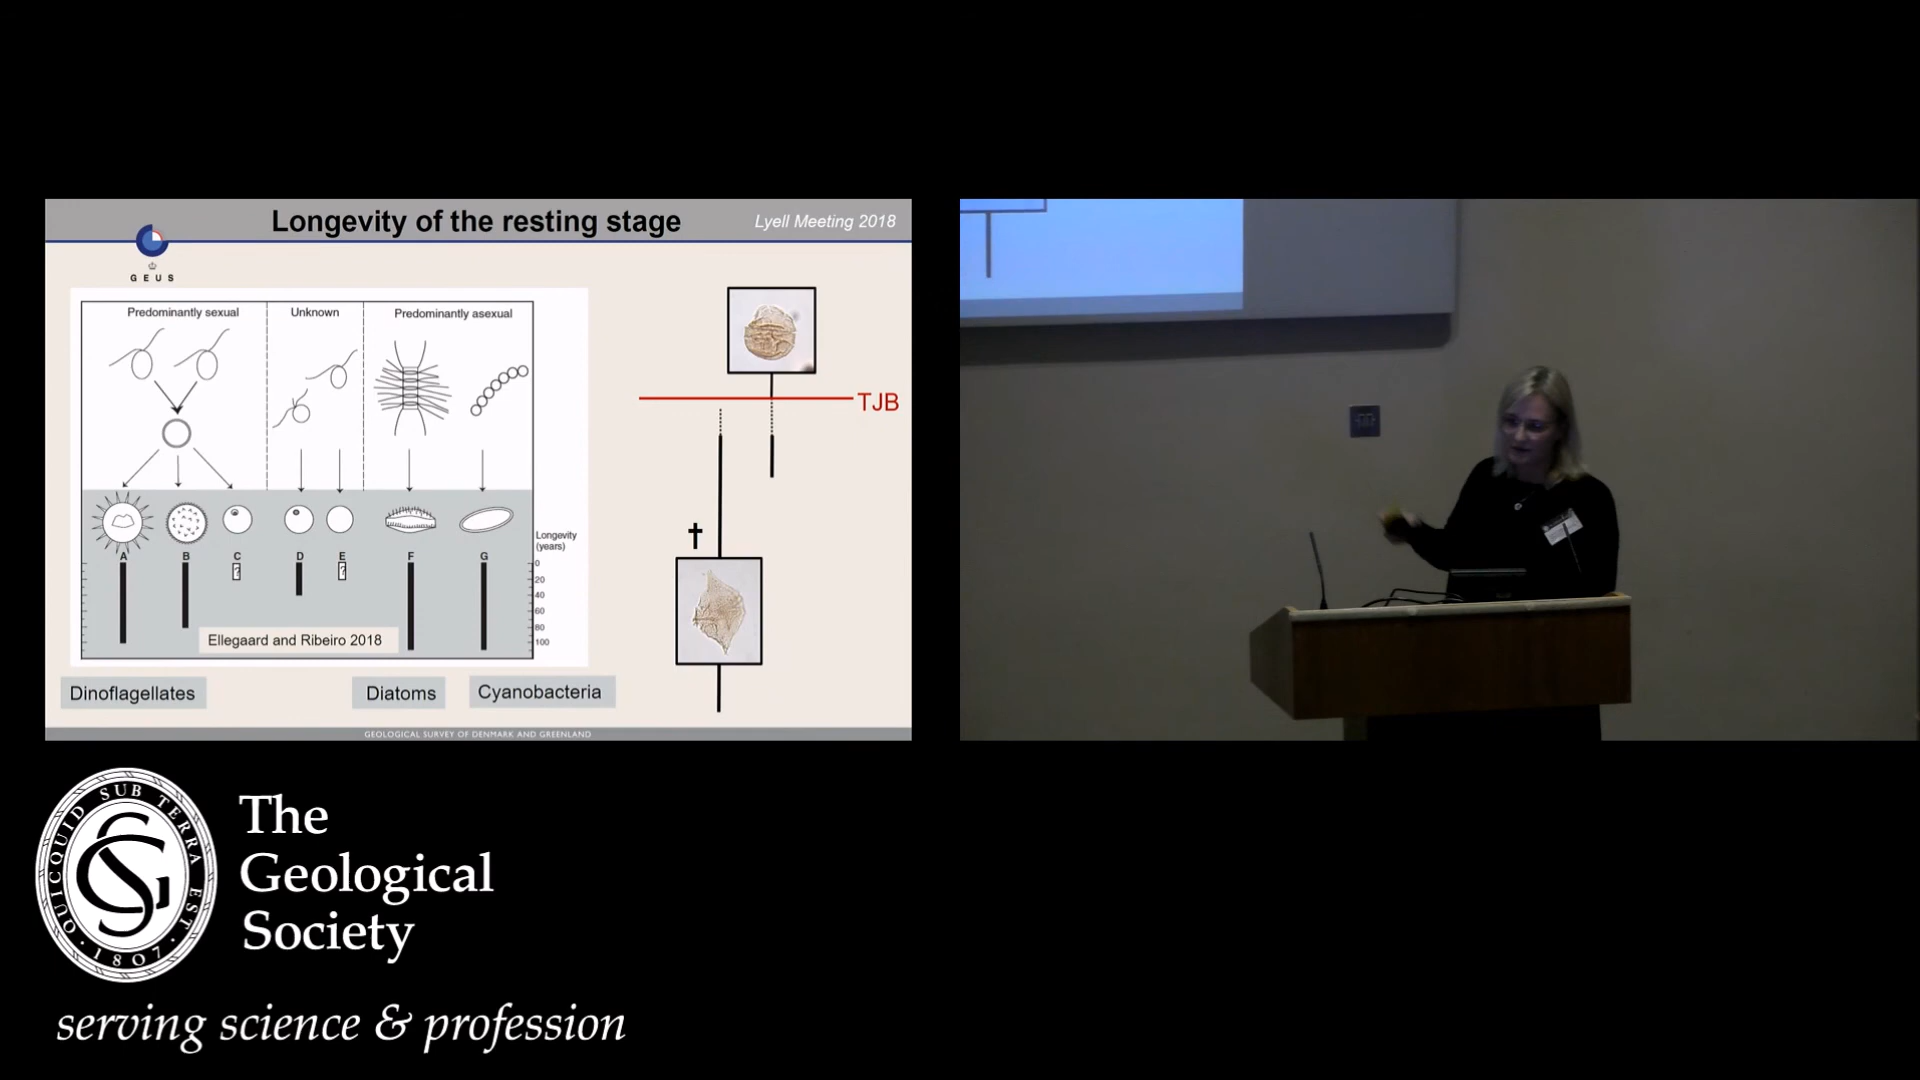 Longevity of the resting stage
Lyell Meeting 2018
GEUS
Predominantly sexual
Unknown
Predominantly asexual
Longevity
(years)
A
B
C
D
E
F
G
?
?
0
20
40
60
80
100
Ellegaard and Ribeiro 2018
Dinoflagellates
Diatoms
Cyanobacteria
TJB
GEOLOGICAL SURVEY OF DENMARK AND GREENLAND
QUICQUID SUB TERRA EST
1807
GS
The
Geological
Society
serving science & profession